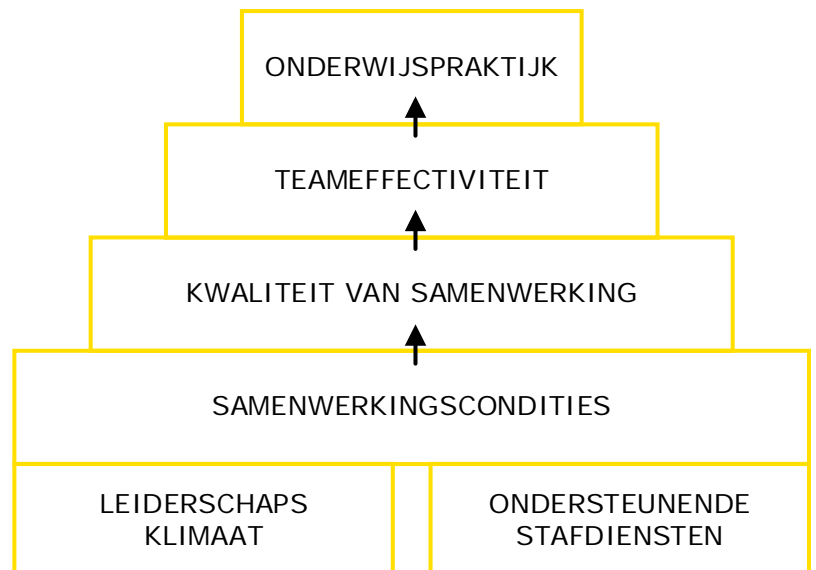 ONDERWIJSPRAKTIJK
TEAMEFFECTIVITEIT
KWALITEIT VAN SAMENWERKING
SAMENWERKINGSCONDITIES
LEIDERSCHAPS
KLIMAAT
ONDERSTEUNENDE
STAFDIENSTEN